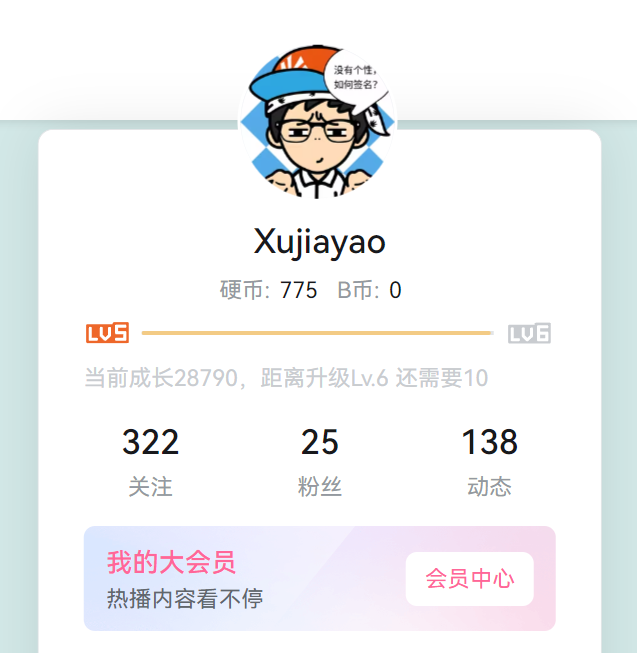 没有个性，
如何签名？
Xujiayao
硬币: 775 B币: 0
LV5 LV6
当前成长28790，距离升级Lv.6 还需要10
322 25 138
关注 粉丝 动态
我的大会员
热播内容看不停
会员中心